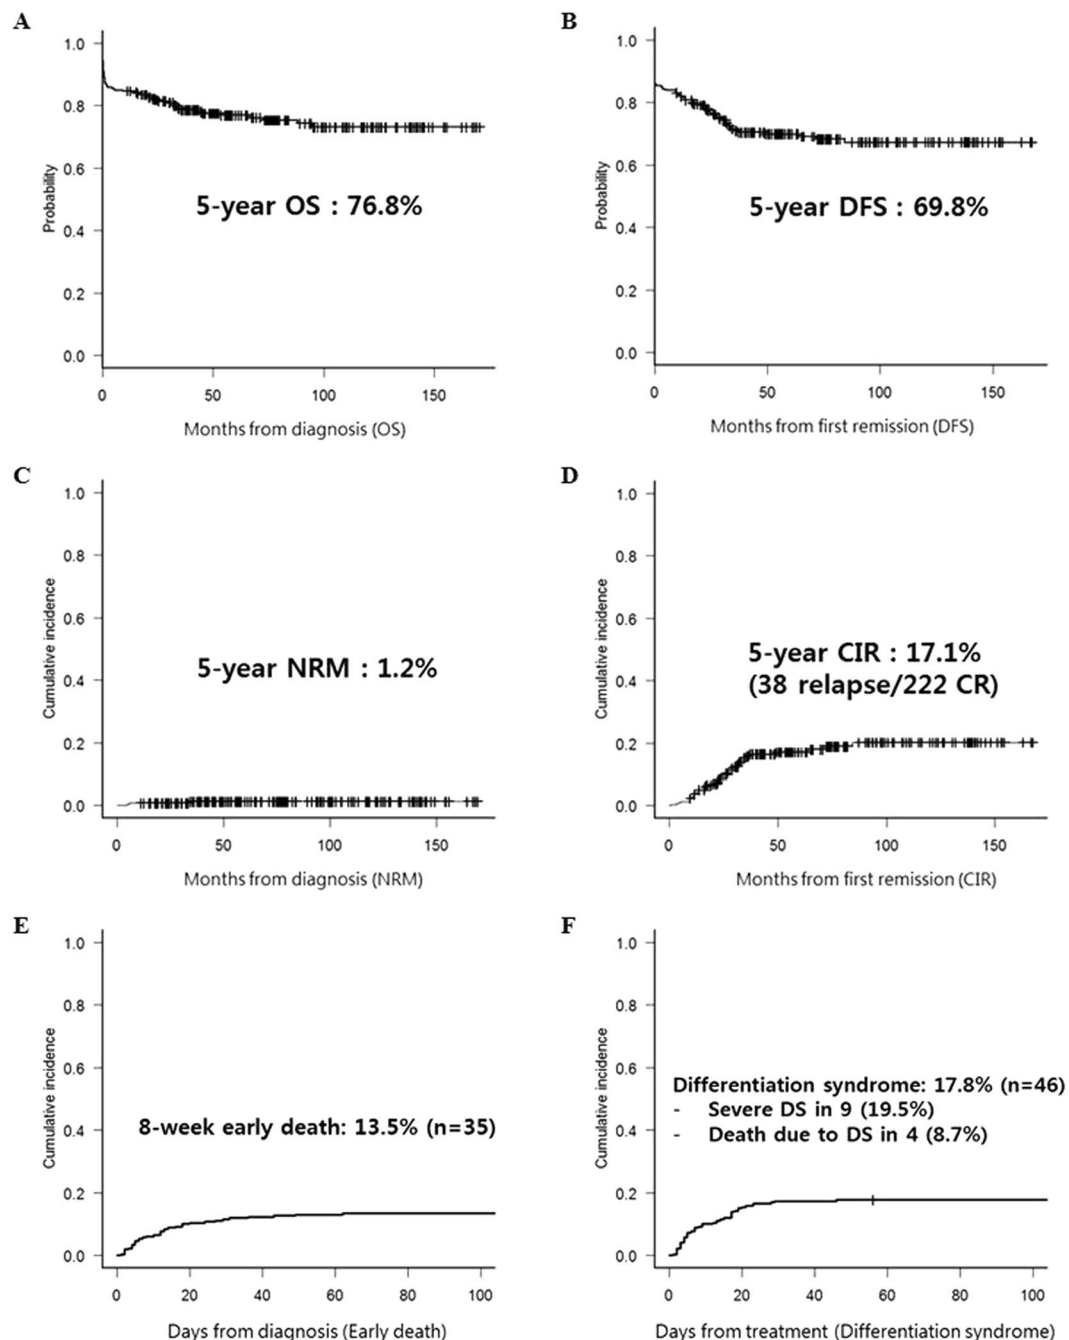 A
1.0
0.8
0.6
0.4
0.2
0.0
Probability
5-year OS : 76.8%
0 50 100 150
Months from diagnosis (OS)
B
1.0
0.8
0.6
0.4
0.2
0.0
Probability
5-year DFS : 69.8%
0 50 100 150
Months from first remission (DFS)
C
1.0
0.8
0.6
0.4
0.2
0.0
Cumulative incidence
5-year NRM : 1.2%
0 50 100 150
Months from diagnosis (NRM)
D
1.0
0.8
0.6
0.4
0.2
0.0
Cumulative incidence
5-year CIR : 17.1%
(38 relapse/222 CR)
0 50 100 150
Months from first remission (CIR)
E
1.0
0.8
0.6
0.4
0.2
0.0
Cumulative incidence
8-week early death: 13.5% (n=35)
0 20 40 60 80 100
Days from diagnosis (Early death)
F
1.0
0.8
0.6
0.4
0.2
0.0
Cumulative incidence
Differentiation syndrome: 17.8% (n=46)
- Severe DS in 9 (19.5%)
- Death due to DS in 4 (8.7%)
0 20 40 60 80 100
Days from treatment (Differentiation syndrome)